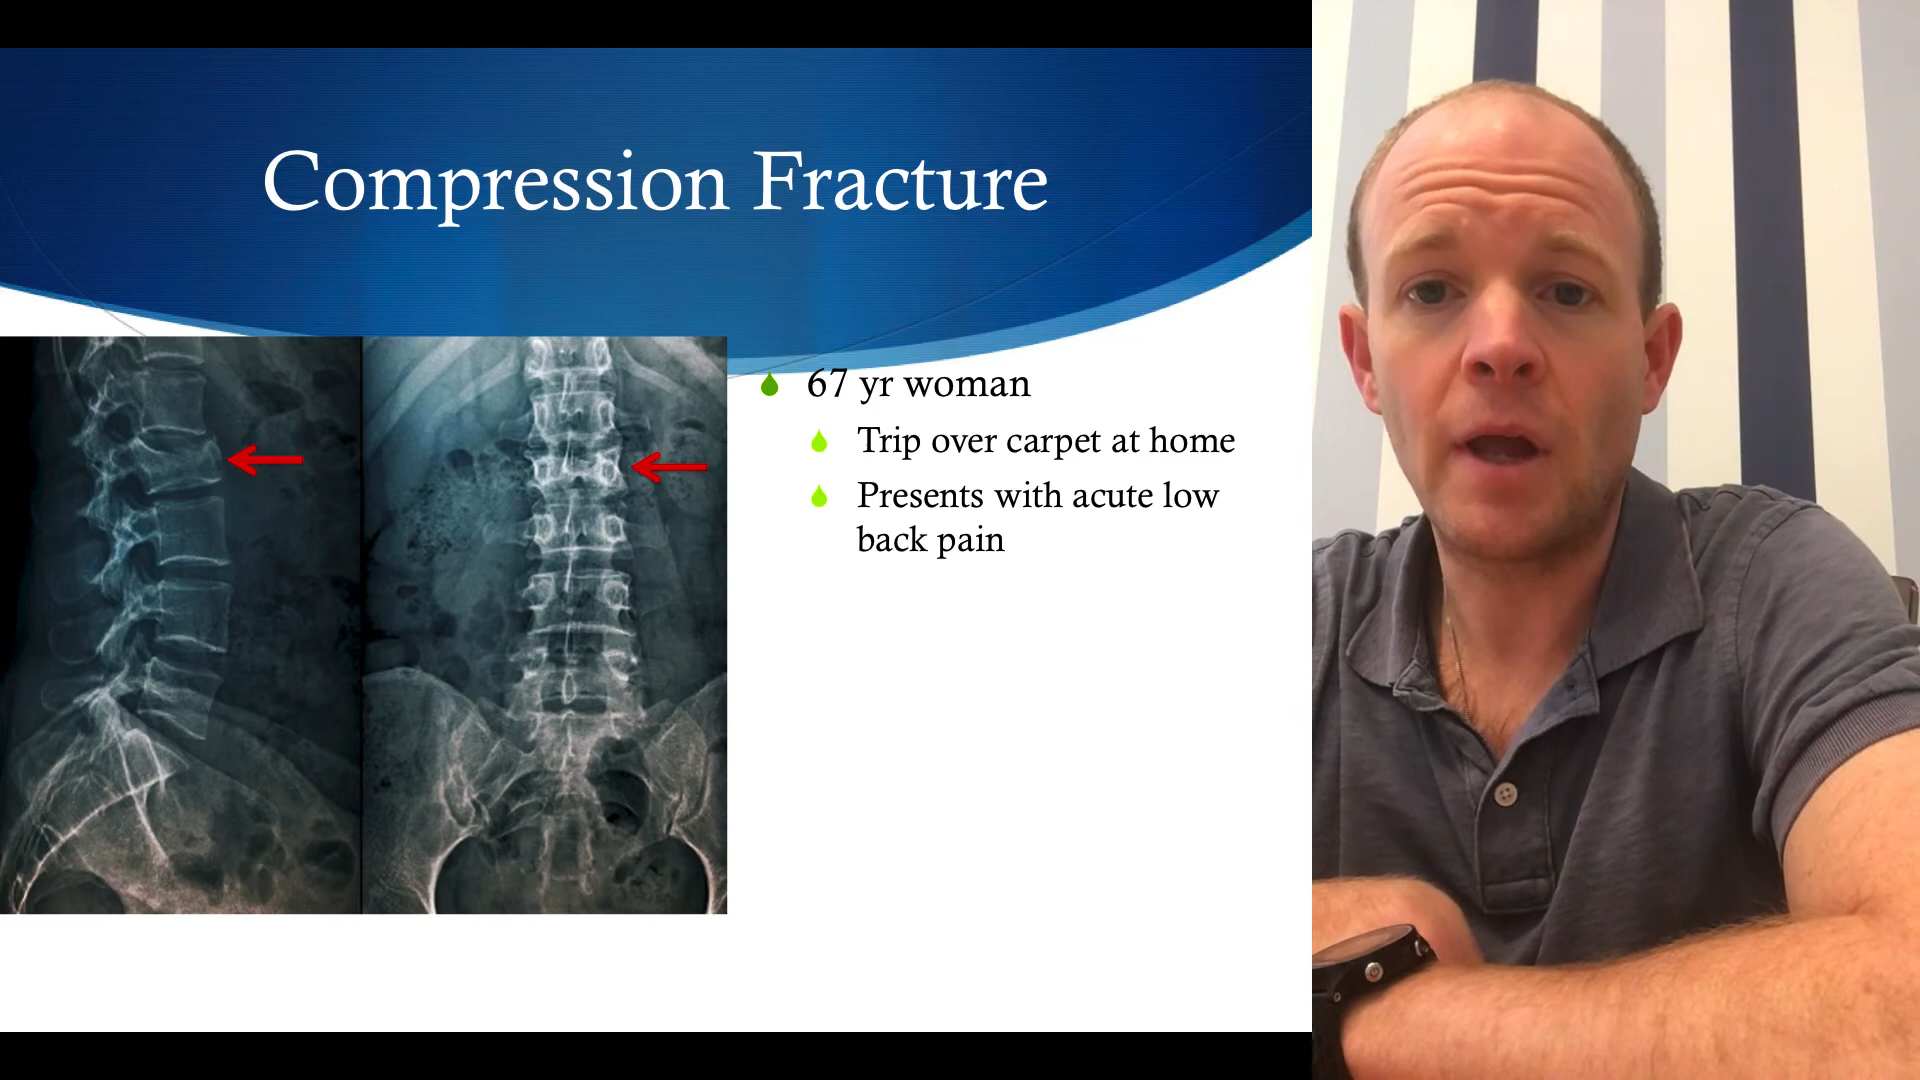 Compression Fracture
67 yr woman
Trip over carpet at home
Presents with acute low
back pain